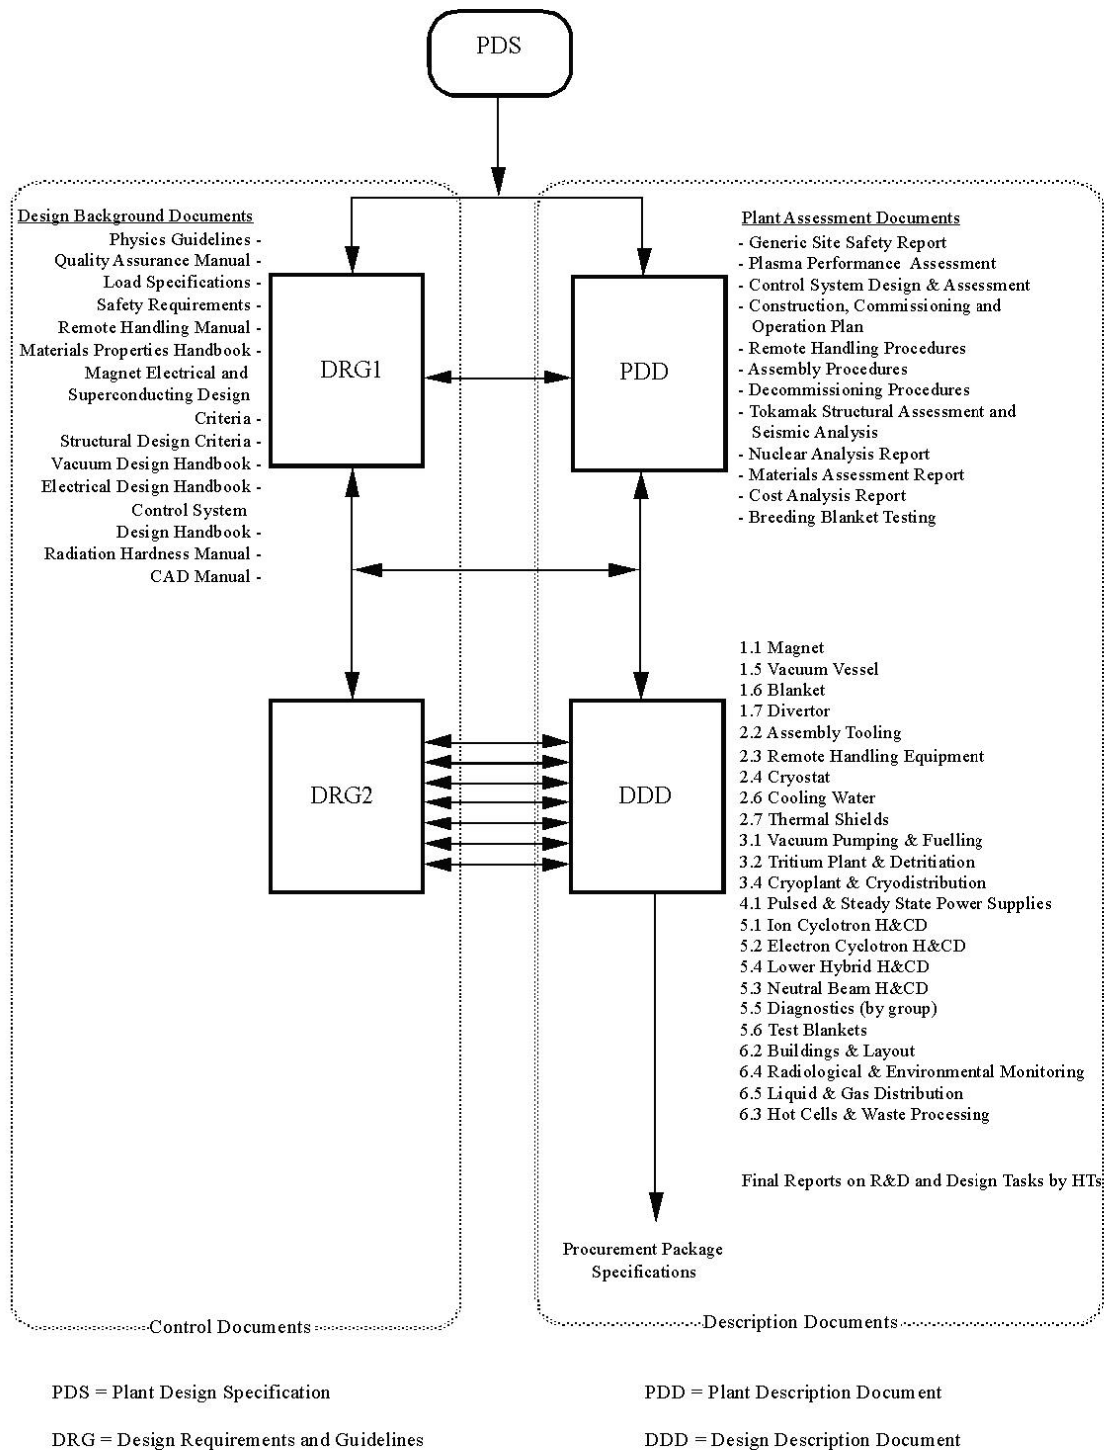 PDS
Design Background Documents
Physics Guidelines -
Quality Assurance Manual -
Load Specifications -
Safety Requirements -
Remote Handling Manual -
Materials Properties Handbook -
Magnet Electrical and
Superconducting Design
Criteria -
Structural Design Criteria -
Vacuum Design Handbook -
Electrical Design Handbook -
Control System
Design Handbook -
Radiation Hardness Manual -
CAD Manual -
DRG1
PDD
Plant Assessment Documents
- Generic Site Safety Report
- Plasma Performance Assessment
- Control System Design & Assessment
- Construction, Commissioning and
Operation Plan
- Remote Handling Procedures
- Assembly Procedures
- Decommissioning Procedures
- Tokamak Structural Assessment and
Seismic Analysis
- Nuclear Analysis Report
- Materials Assessment Report
- Cost Analysis Report
- Breeding Blanket Testing
DRG2
DDD
1.1 Magnet
1.5 Vacuum Vessel
1.6 Blanket
1.7 Divertor
2.2 Assembly Tooling
2.3 Remote Handling Equipment
2.4 Cryostat
2.6 Cooling Water
2.7 Thermal Shields
3.1 Vacuum Pumping & Fuelling
3.2 Tritium Plant & Detritiation
3.4 Cryoplant & Cryodistribution
4.1 Pulsed & Steady State Power Supplies
5.1 Ion Cyclotron H&CD
5.2 Electron Cyclotron H&CD
5.4 Lower Hybrid H&CD
5.3 Neutral Beam H&CD
5.5 Diagnostics (by group)
5.6 Test Blankets
6.2 Buildings & Layout
6.4 Radiological & Environmental Monitoring
6.5 Liquid & Gas Distribution
6.3 Hot Cells & Waste Processing
Final Reports on R&D and Design Tasks by HTs
Procurement Package
Specifications
Control Documents
Description Documents
PDS = Plant Design Specification
PDD = Plant Description Document
DRG = Design Requirements and Guidelines
DDD = Design Description Document